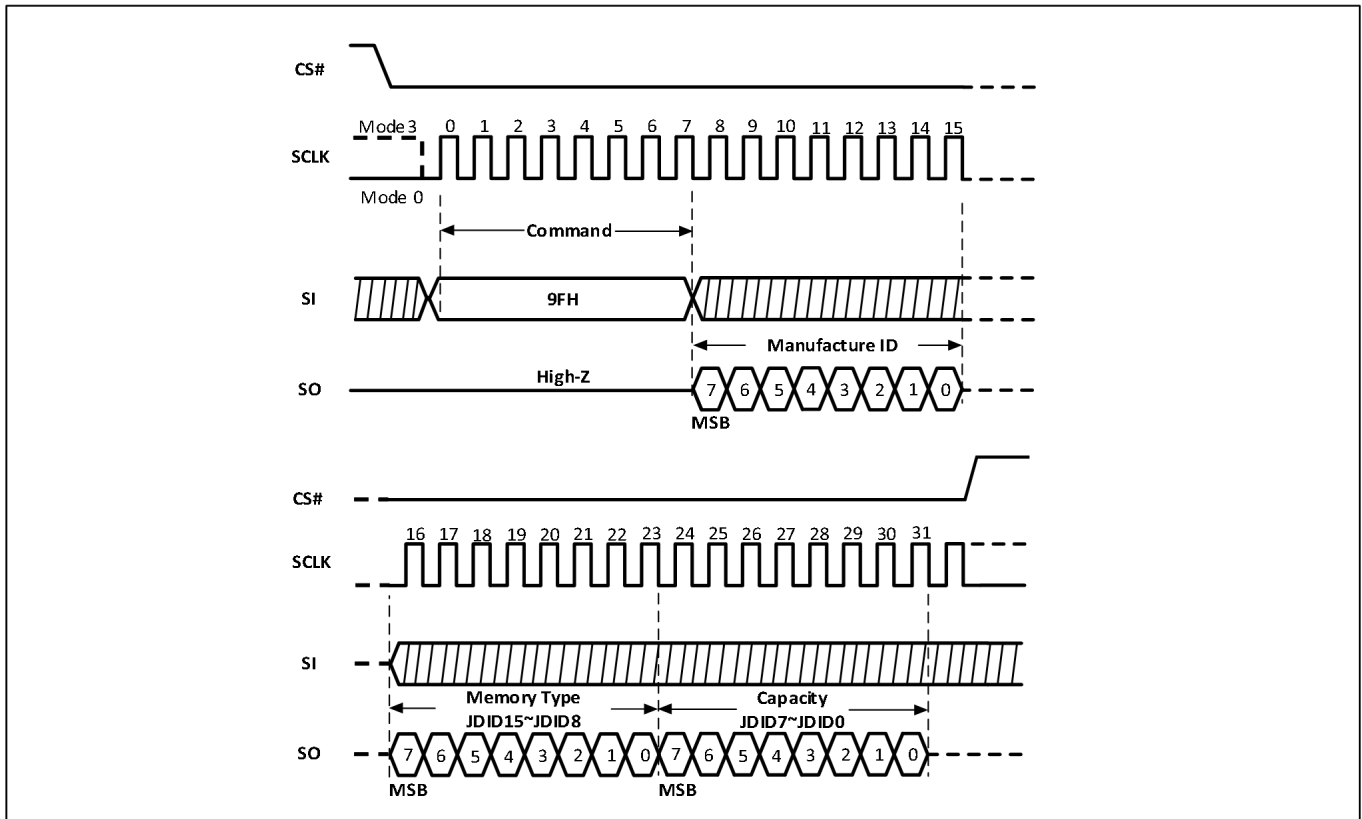 CS#
Mode 3 0 1 2 3 4 5 6 7 8 9 10 11 12 13 14 15
SCLK
Mode 0
Command
SI 9FH
Manufacture ID
High-Z
SO 7 6 5 4 3 2 1 0
MSB
CS#
16 17 18 19 20 21 22 23 24 25 26 27 28 29 30 31
SCLK
SI
Memory Type Capacity
JDID15~JDID8 JDID7~JDID0
SO 7 6 5 4 3 2 1 0 7 6 5 4 3 2 1 0
MSB MSB